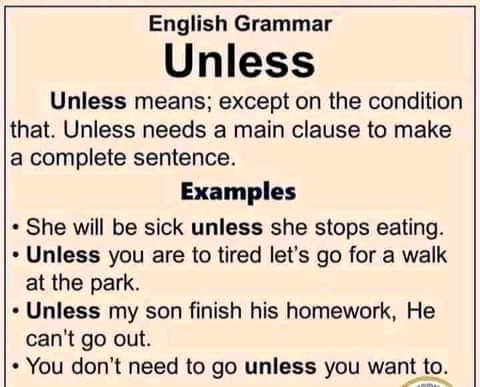 English Grammar
Unless
Unless means; except on the condition
that. Unless needs a main clause to make
a complete sentence.
Examples
• She will be sick unless she stops eating.
• Unless you are to tired let's go for a walk
at the park.
• Unless my son finish his homework, He
can't go out.
• You don't need to go unless you want to.